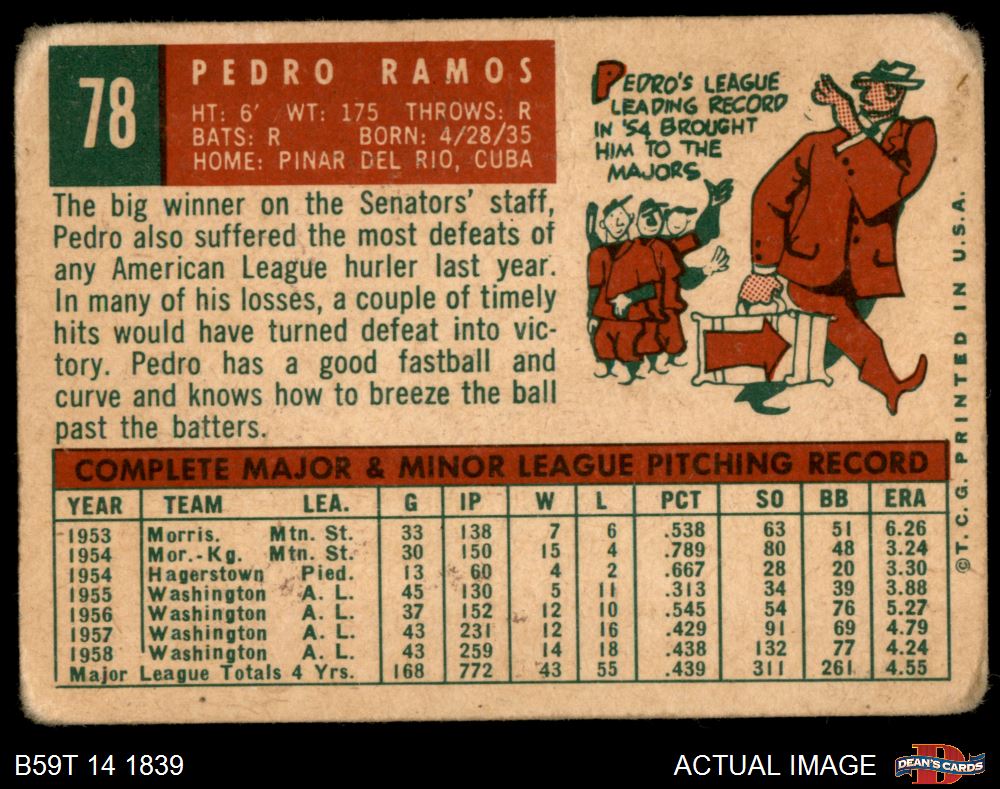 78
PEDRO RAMOS
HT: 6' WT: 175 THROWS: R
BATS: R BORN: 4/28/35
HOME: PINAR DEL RIO, CUBA
The big winner on the Senators' staff,
Pedro also suffered the most defeats of
any American League hurler last year.
In many of his losses, a couple of timely
hits would have turned defeat into vic-
tory. Pedro has a good fastball and
curve and knows how to breeze the ball
past the batters.
PEDRO'S LEAGUE
LEADING RECORD
IN '54 BROUGHT
HIM TO THE
MAJORS
COMPLETE MAJOR & MINOR LEAGUE PITCHING RECORD
YEAR TEAM LEA. G IP W L PCT SO BB ERA
1953 Morris. Mtn. St. 33 138 7 6 .538 63 51 6.26
1954 Mor.-Kg. Mtn. St. 30 150 15 4 .789 80 48 3.24
1954 Hagerstown Pied. 13 60 4 2 .667 28 20 3.30
1955 Washington A. L. 45 130 5 11 .313 34 39 3.88
1956 Washington A. L. 37 152 12 10 .545 54 76 5.27
1957 Washington A. L. 43 231 12 16 .429 91 69 4.79
1958 Washington A. L. 43 259 14 18 .438 132 77 4.24
Major League Totals 4 Yrs. 168 772 43 55 .439 311 261 4.55
©T. C. G. PRINTED IN U.S.A.
B59T 14 1839
ACTUAL IMAGE
D
DEAN'S CARDS